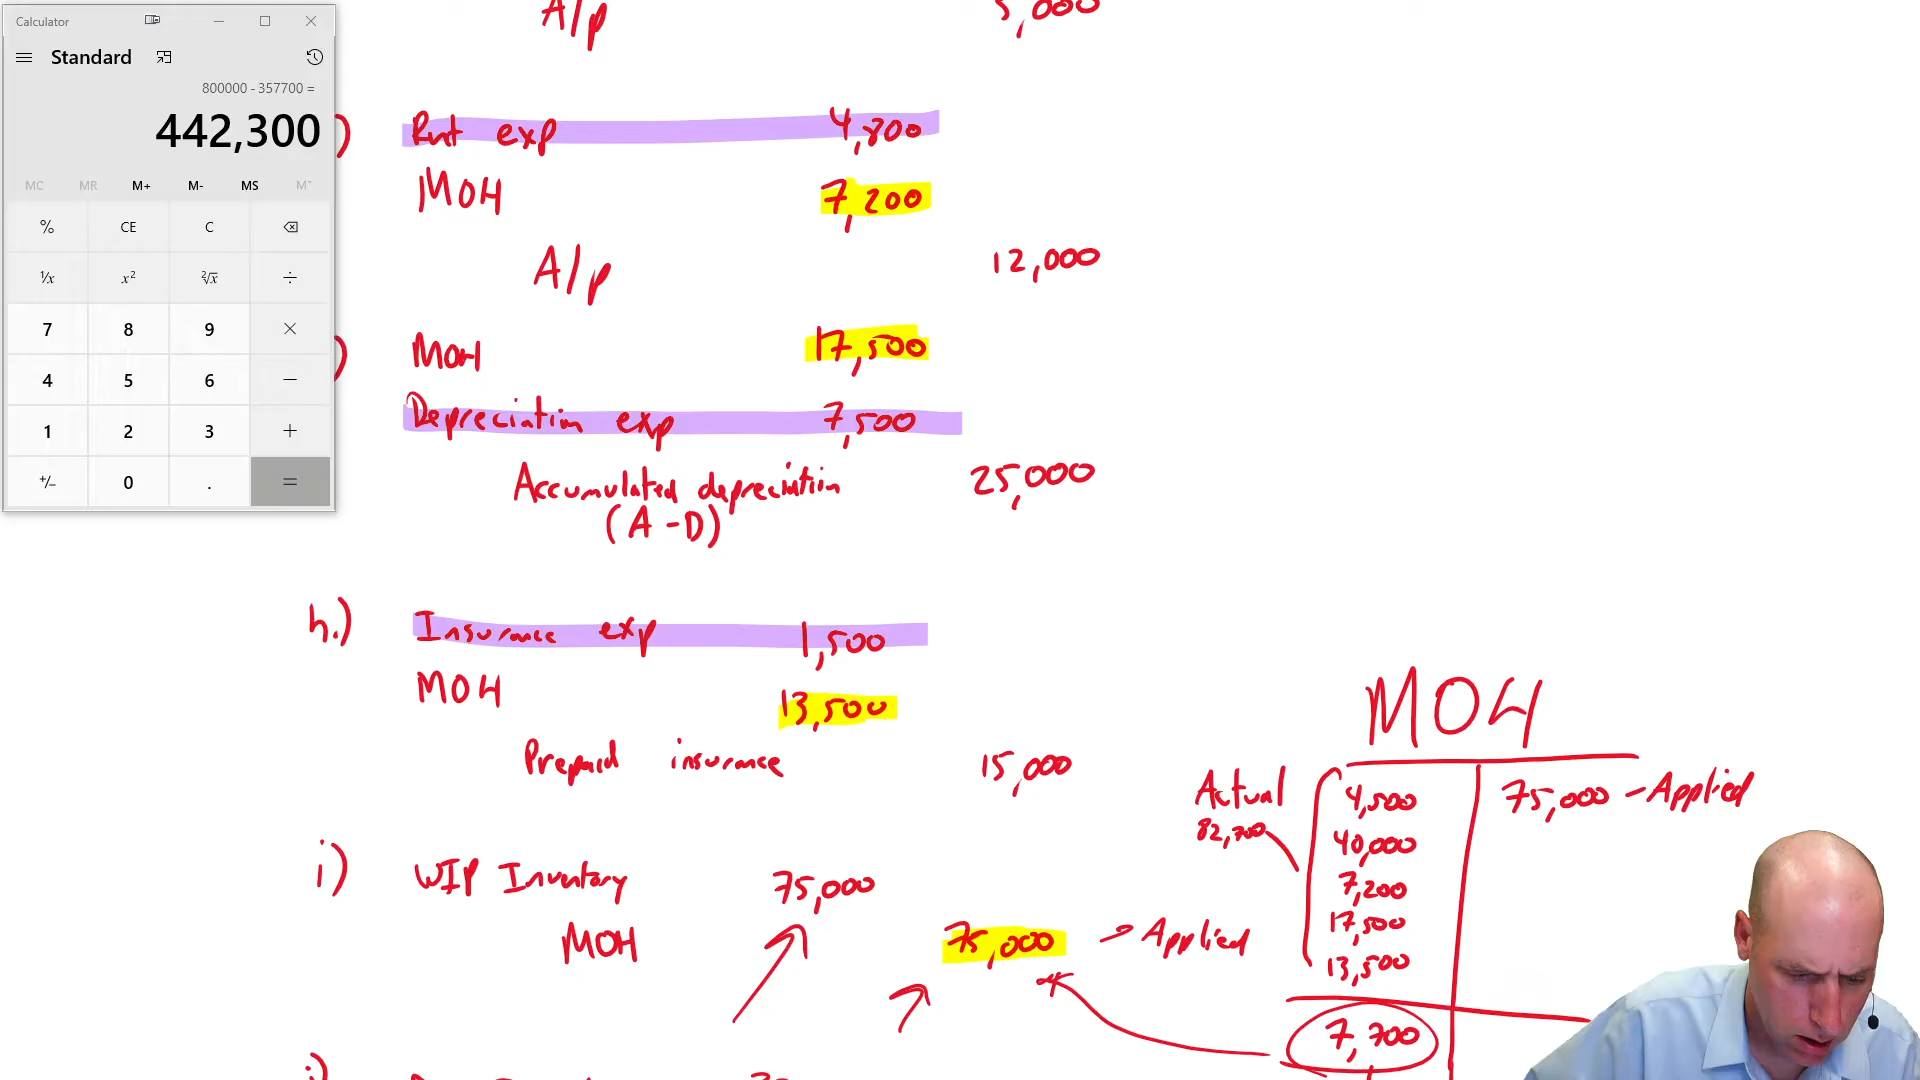 Calculator
Standard
800000 - 357700 =
442,300
MC MR M+ M- MS M˅
% CE C
¹/x x² ²√x ÷
7 8 9 ×
4 5 6 −
1 2 3 +
+/− 0 . =
A/p 5,000
) Rent exp 4,800
MOH 7,200
A/p 12,000
) MOH 17,500
Depreciation exp 7,500
Accumulated depreciation 25,000
(A-D)
h.) Insurance exp 1,500
MOH 13,500
Prepaid insurance 15,000
i) WIP Inventory 75,000
MOH 75,000 → Applied
MOH
Actual 4,500 75,000 - Applied
82,700
40,000
7,200
17,500
13,500
7,700
j)